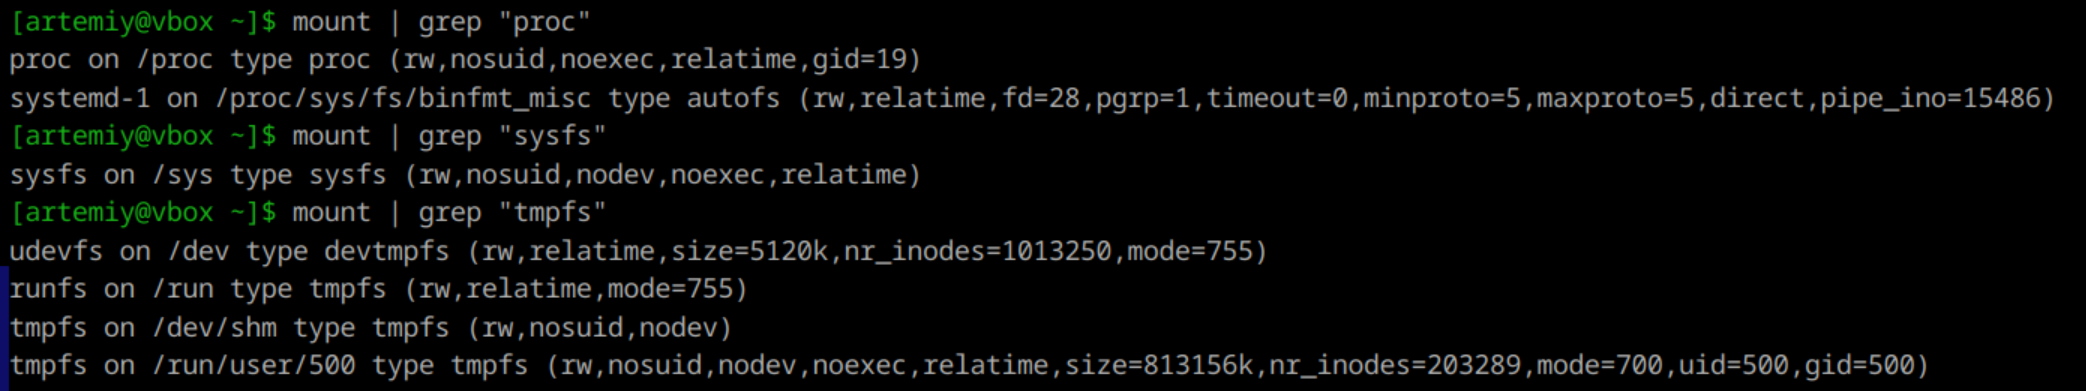 [artemiy@vbox ~]$ mount | grep "proc"
proc on /proc type proc (rw,nosuid,noexec,relatime,gid=19)
systemd-1 on /proc/sys/fs/binfmt_misc type autofs (rw,relatime,fd=28,pgrp=1,timeout=0,minproto=5,maxproto=5,direct,pipe_ino=15486)
[artemiy@vbox ~]$ mount | grep "sysfs"
sysfs on /sys type sysfs (rw,nosuid,nodev,noexec,relatime)
[artemiy@vbox ~]$ mount | grep "tmpfs"
udevfs on /dev type devtmpfs (rw,relatime,size=5120k,nr_inodes=1013250,mode=755)
runfs on /run type tmpfs (rw,relatime,mode=755)
tmpfs on /dev/shm type tmpfs (rw,nosuid,nodev)
tmpfs on /run/user/500 type tmpfs (rw,nosuid,nodev,noexec,relatime,size=813156k,nr_inodes=203289,mode=700,uid=500,gid=500)